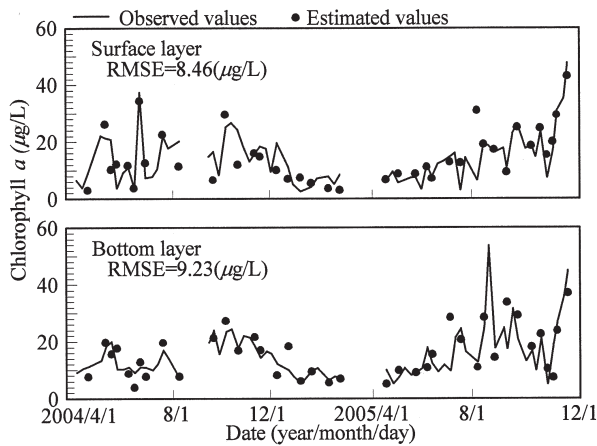 Observed values Estimated values
60
Surface layer
RMSE=8.46(μg/L)
40
20
0
Chlorophyll a (μg/L)
60
Bottom layer
RMSE=9.23(μg/L)
40
20
0
2004/4/1 8/1 12/1 2005/4/1 8/1 12/1
Date (year/month/day)